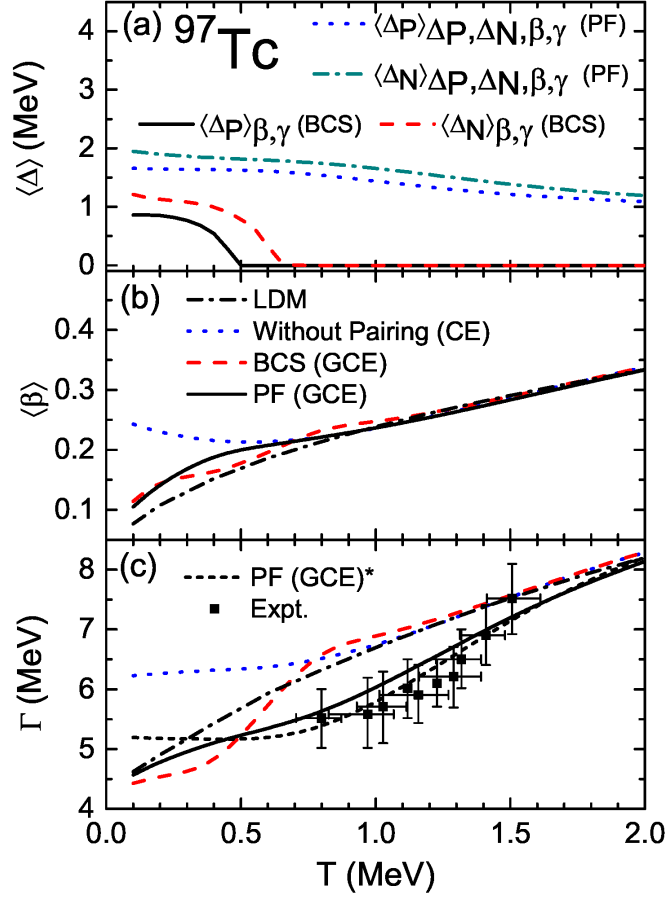 (a) ⁹⁷Tc
⟨ΔP⟩ΔP,ΔN,β,γ (PF)
⟨ΔN⟩ΔP,ΔN,β,γ (PF)
⟨ΔP⟩β,γ (BCS) ⟨ΔN⟩β,γ (BCS)
⟨Δ⟩ (MeV)
4
3
2
1
0
(b)
LDM
Without Pairing (CE)
BCS (GCE)
PF (GCE)
⟨β⟩
0.4
0.3
0.2
0.1
(c)
PF (GCE)*
Expt.
Γ (MeV)
8
7
6
5
4
0.0 0.5 1.0 1.5 2.0
T (MeV)